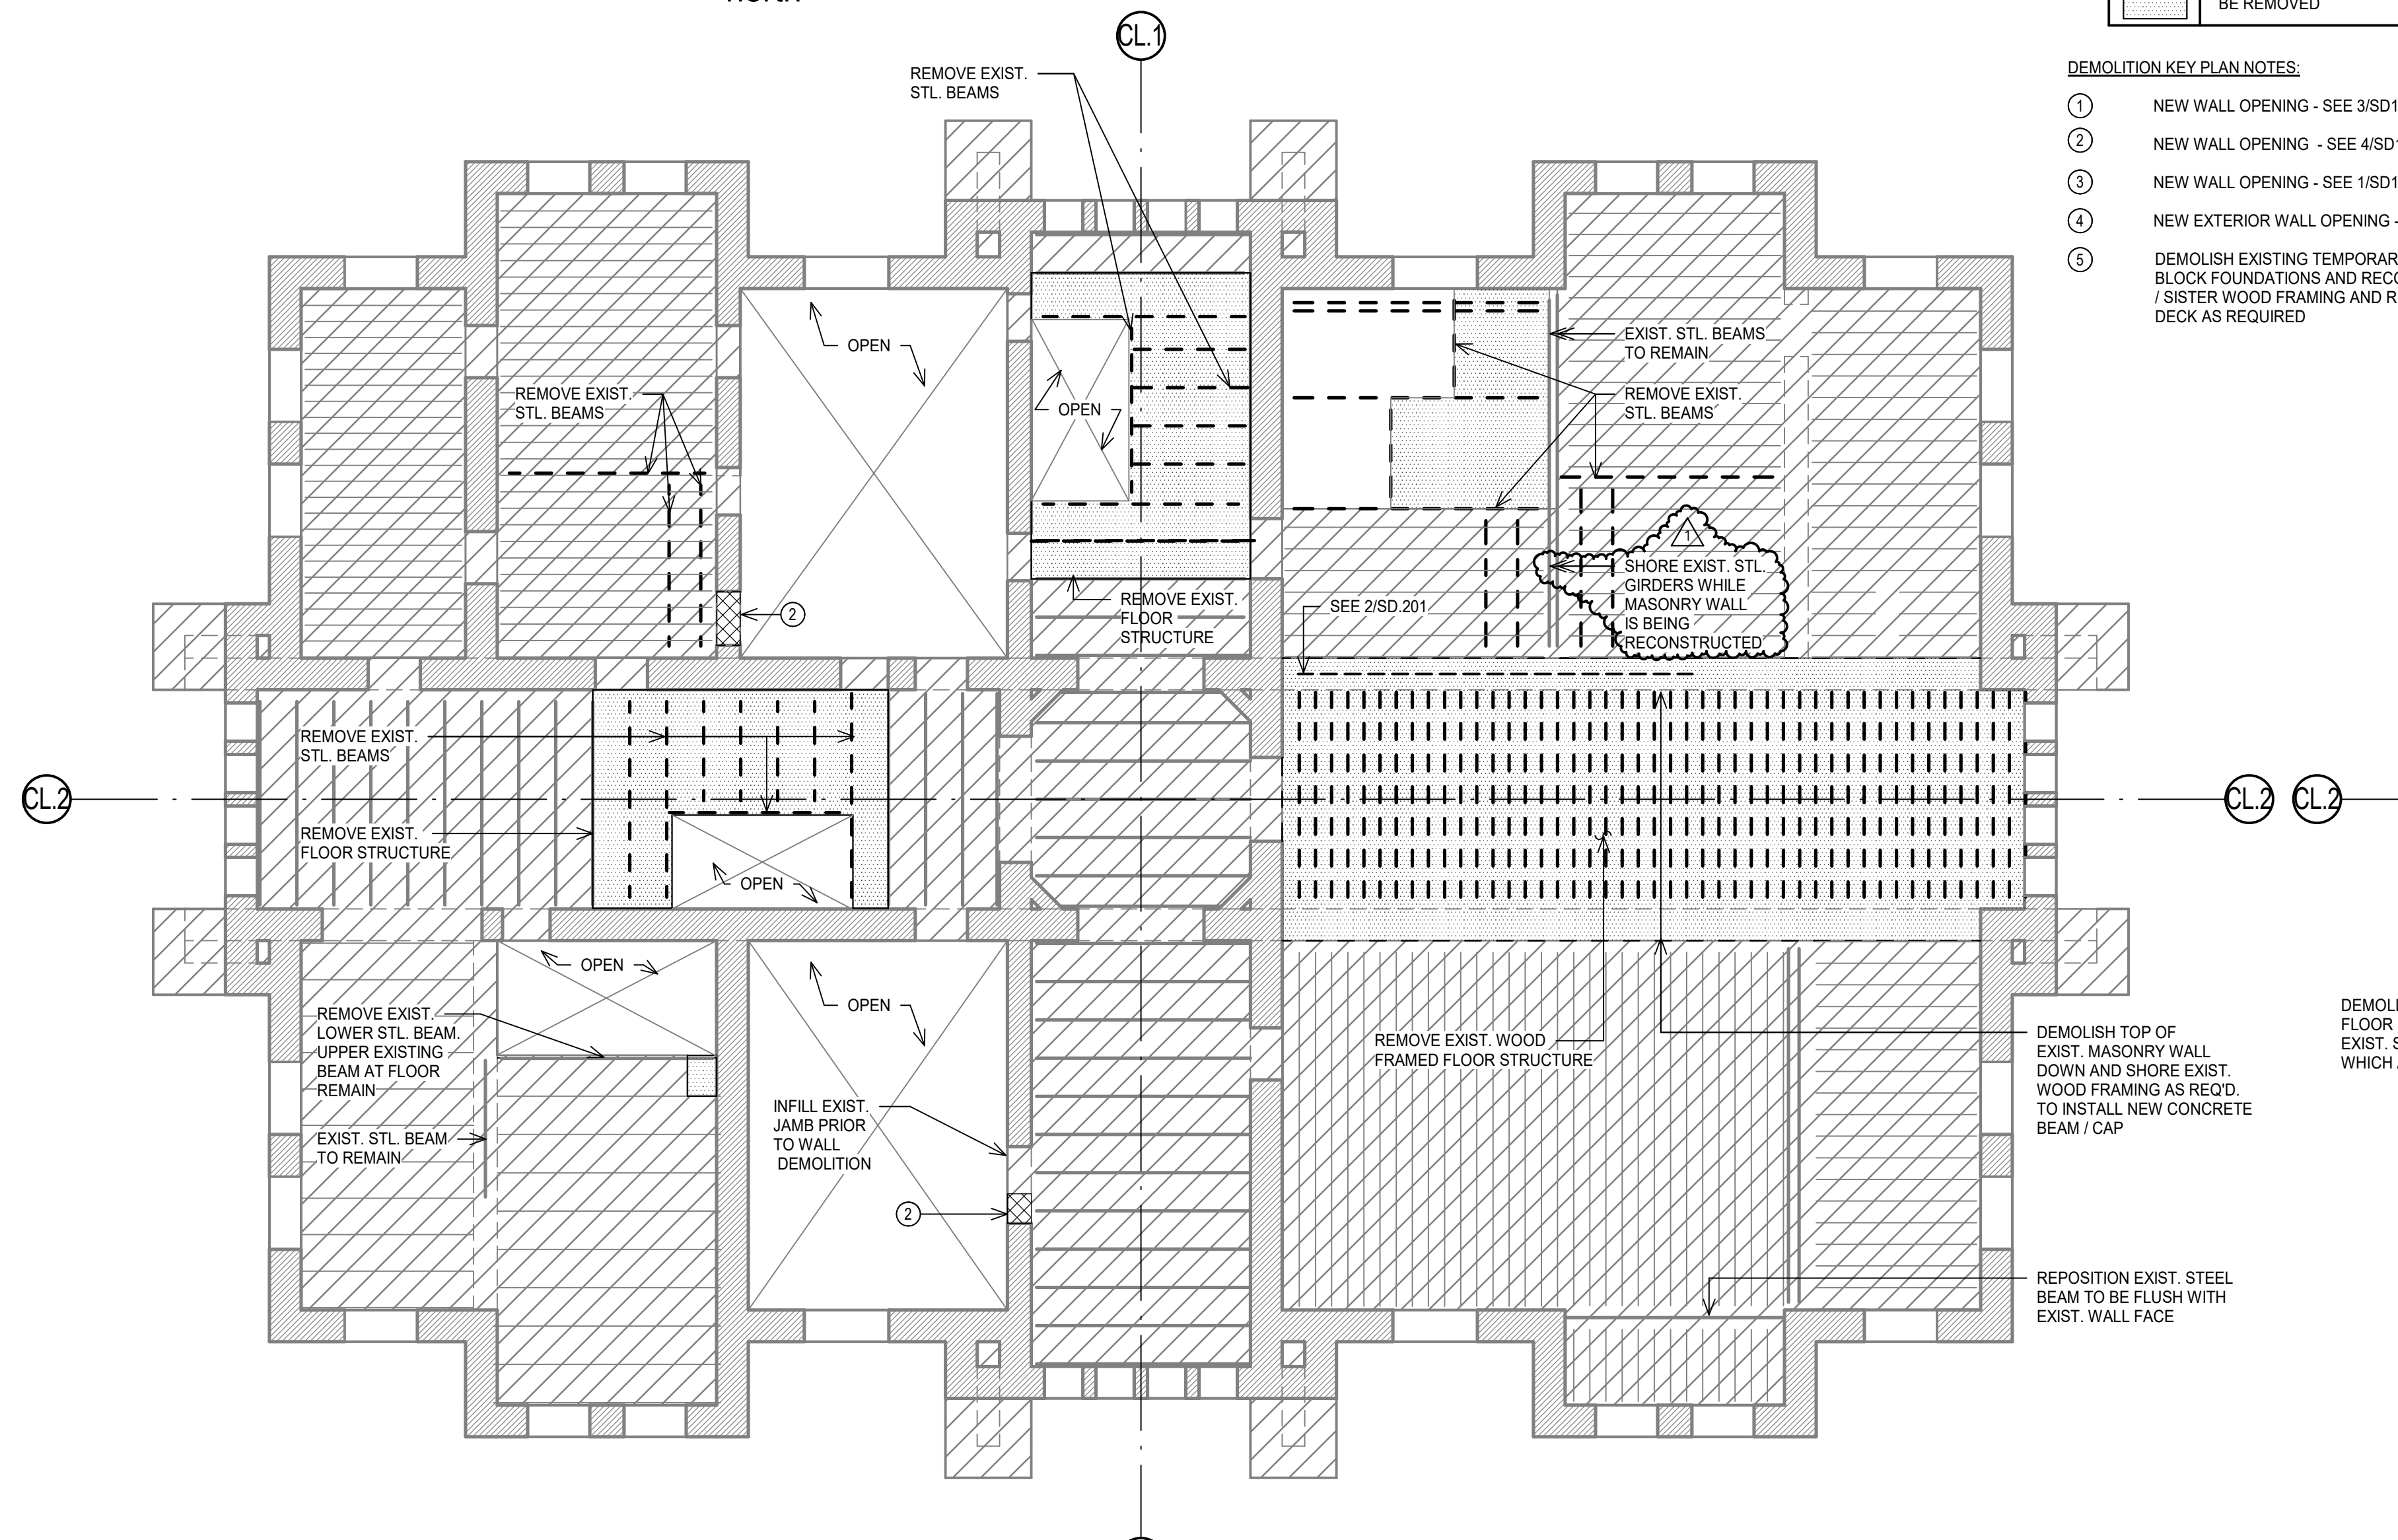 north
BE REMOVED
CL.1
DEMOLITION KEY PLAN NOTES:
1 NEW WALL OPENING - SEE 3/SD1
2 NEW WALL OPENING - SEE 4/SD1
3 NEW WALL OPENING - SEE 1/SD1
4 NEW EXTERIOR WALL OPENING -
5 DEMOLISH EXISTING TEMPORAR
BLOCK FOUNDATIONS AND RECO
/ SISTER WOOD FRAMING AND R
DECK AS REQUIRED
REMOVE EXIST.
STL. BEAMS
OPEN
EXIST. STL. BEAMS
TO REMAIN
REMOVE EXIST.
STL. BEAMS
REMOVE EXIST.
STL. BEAMS
OPEN
1
SHORE EXIST. STL.
GIRDERS WHILE
MASONRY WALL
IS BEING
RECONSTRUCTED
2
REMOVE EXIST.
FLOOR
STRUCTURE
SEE 2/SD.201
REMOVE EXIST.
STL. BEAMS
CL.2
CL.2
CL.2
REMOVE EXIST.
FLOOR STRUCTURE
OPEN
OPEN
OPEN
REMOVE EXIST.
LOWER STL. BEAM.
UPPER EXISTING
BEAM AT FLOOR
REMAIN
EXIST. STL. BEAM
TO REMAIN
INFILL EXIST.
JAMB PRIOR
TO WALL
DEMOLITION
2
REMOVE EXIST. WOOD
FRAMED FLOOR STRUCTURE
DEMOLISH TOP OF
EXIST. MASONRY WALL
DOWN AND SHORE EXIST.
WOOD FRAMING AS REQ'D.
TO INSTALL NEW CONCRETE
BEAM / CAP
DEMOLI
FLOOR
EXIST. S
WHICH A
REPOSITION EXIST. STEEL
BEAM TO BE FLUSH WITH
EXIST. WALL FACE